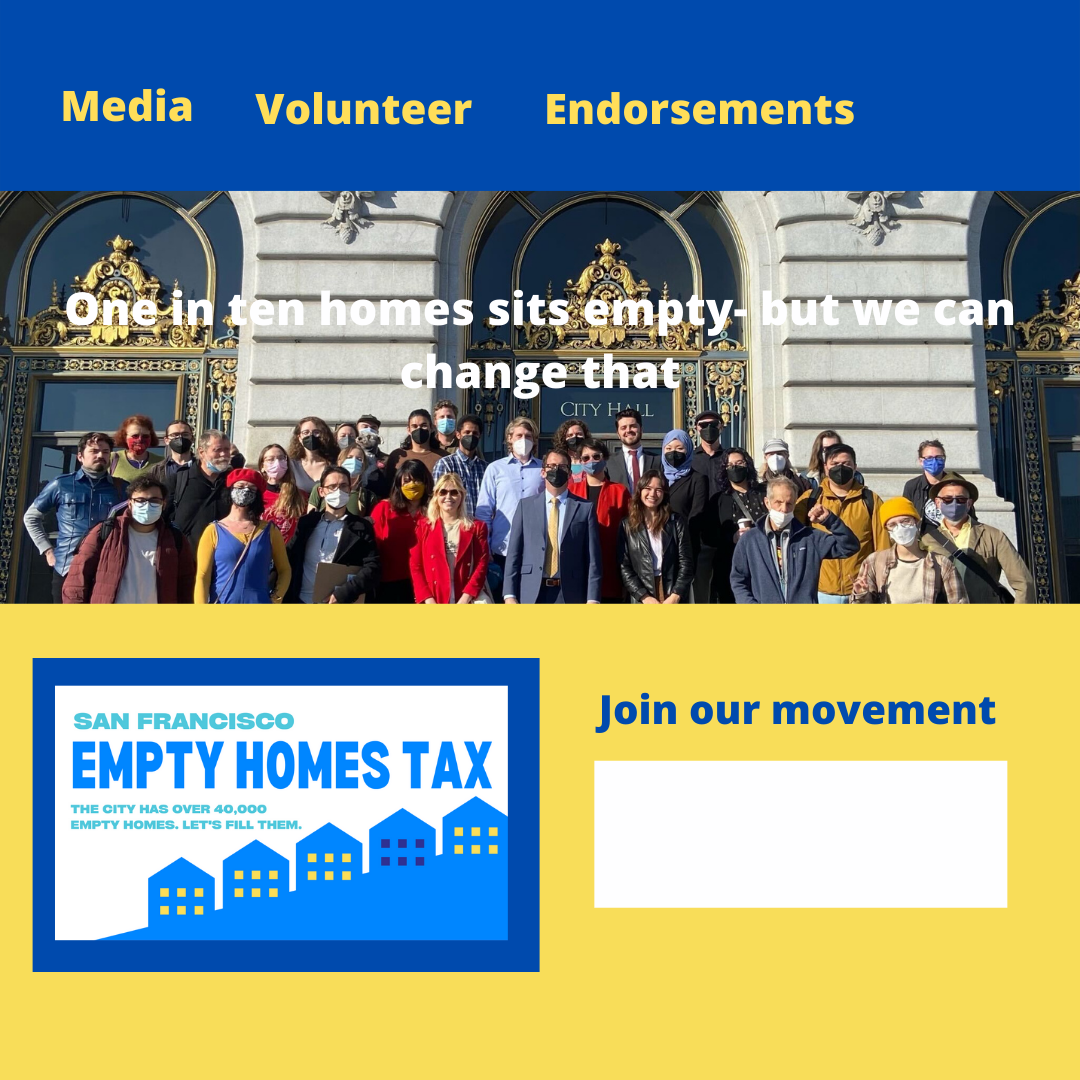 Media Volunteer Endorsements
One in ten homes sits empty- but we can
change that
CITY HALL
SAN FRANCISCO
EMPTY HOMES TAX
THE CITY HAS OVER 40,000
EMPTY HOMES. LET'S FILL THEM.
Join our movement